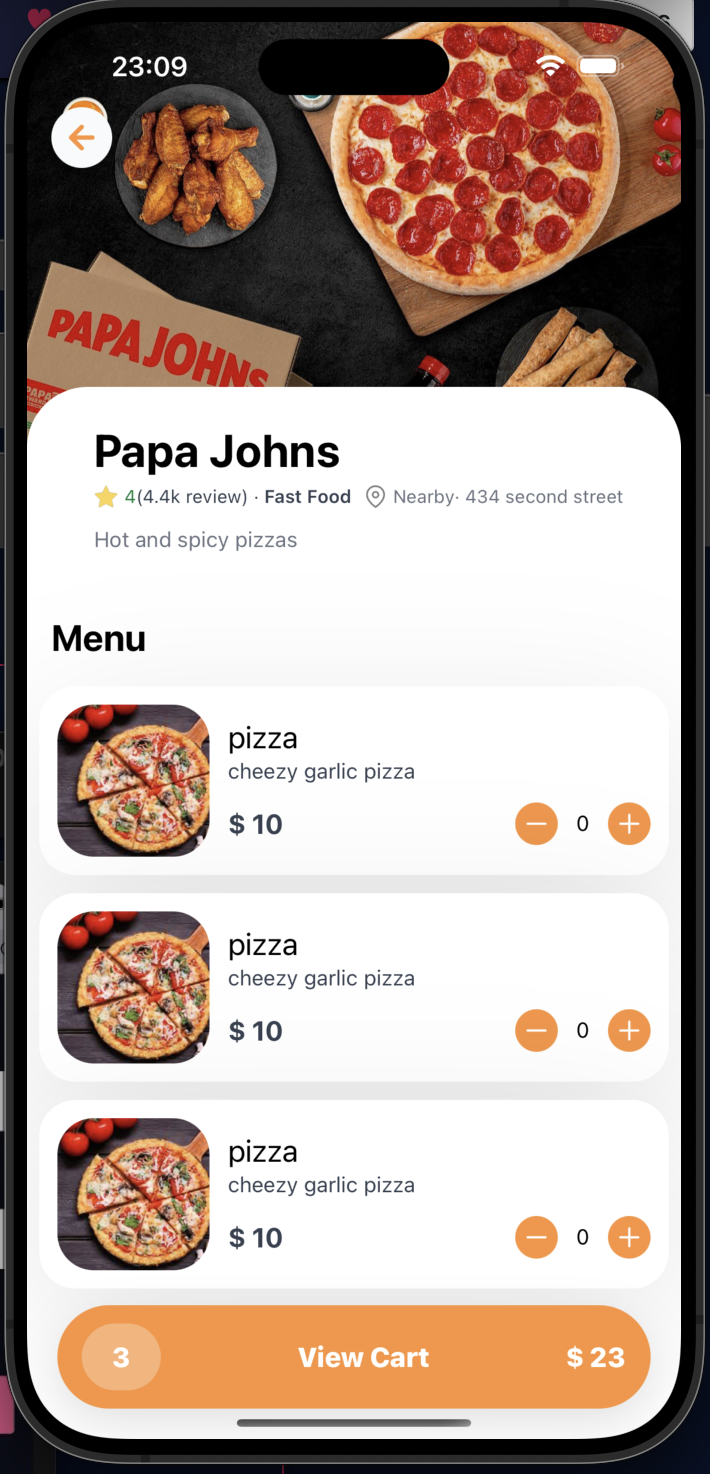 23:09
PAPA JOHNS
Papa Johns
4(4.4k review) · Fast Food Nearby· 434 second street
Hot and spicy pizzas
Menu
pizza
cheezy garlic pizza
$ 10
0
pizza
cheezy garlic pizza
$ 10
0
pizza
cheezy garlic pizza
$ 10
0
3 View Cart $ 23